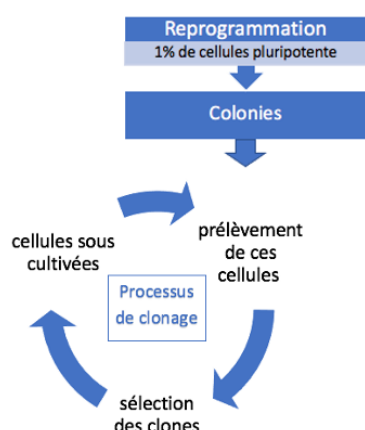 Reprogrammation
1% de cellules pluripotente
Colonies
prélèvement
de ces
cellules
cellules sous
cultivées
Processus
de clonage
sélection
des clones